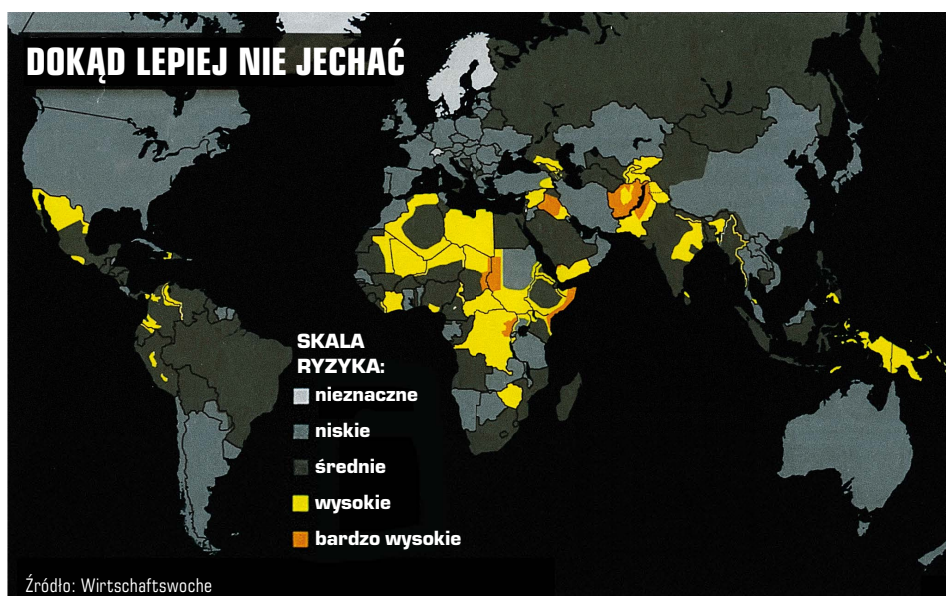 DOKĄD LEPIEJ NIE JECHAĆ
SKALA
RYZYKA:
nieznaczne
niskie
średnie
wysokie
bardzo wysokie
Źródło: Wirtschaftswoche